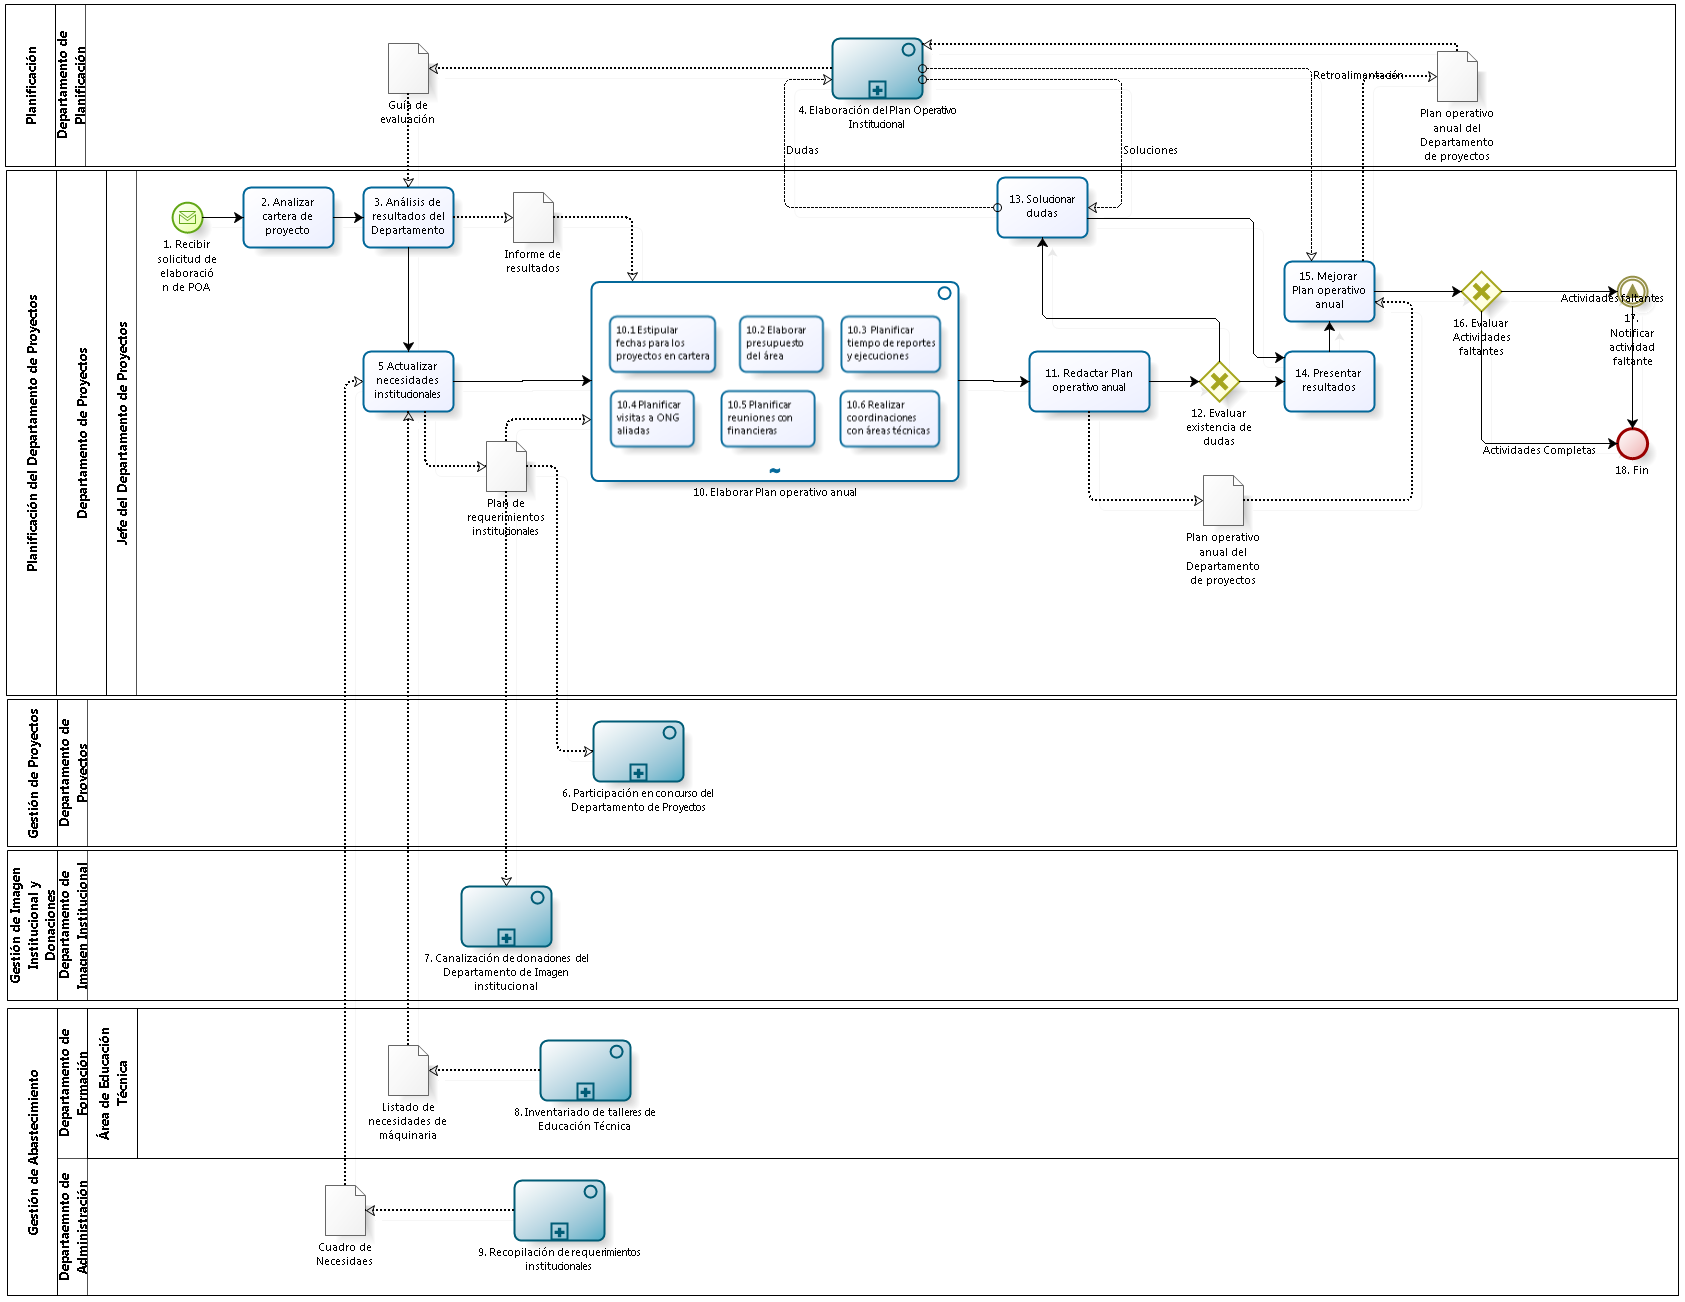 Planificación
Departamento de
Planificación
Guía de
evaluación
4. Elaboración del Plan Operativo
Institucional
Retroalimentación
Plan operativo
anual del
Departamento
de proyectos
Dudas
Soluciones
Planificación del Departamento de Proyectos
Departamento de Proyectos
Jefe del Departamento de Proyectos
1. Recibir
solicitud de
elaboració
n de POA
2. Analizar
cartera de
proyecto
3. Análisis de
resultados del
Departamento
Informe de
resultados
13. Solucionar
dudas
5 Actualizar
necesidades
institucionales
Plan de
requerimientos
institucionales
10.1 Estipular
fechas para los
proyectos en cartera
10.2 Elaborar
presupuesto
del área
10.3 Planificar
tiempo de reportes
y ejecuciones
10.4 Planificar
visitas a ONG
aliadas
10.5 Planificar
reuniones con
financieras
10.6 Realizar
coordinaciones
con áreas técnicas
10. Elaborar Plan operativo anual
11. Redactar Plan
operativo anual
12. Evaluar
existencia de
dudas
14. Presentar
resultados
15. Mejorar
Plan operativo
anual
Plan operativo
anual del
Departamento
de proyectos
16. Evaluar
Actividades
faltantes
Actividades faltantes
17.
Notificar
actividad
faltante
Actividades Completas
18. Fin
Gestión de Proyectos
Departamento de
Proyectos
6. Participación en concurso del
Departamento de Proyectos
Gestión de Imagen
Institucional y
Donaciones
Departamento de
Imagen Institucional
7. Canalización de donaciones del
Departamento de Imagen
institucional
Gestión de Abastecimiento
Departamento de
Formación
Área de Educación
Técnica
Listado de
necesidades de
máquinaria
8. Inventariado de talleres de
Educación Técnica
Departaemnto de
Administración
Cuadro de
Necesidaes
9. Recopilación de requerimientos
institucionales